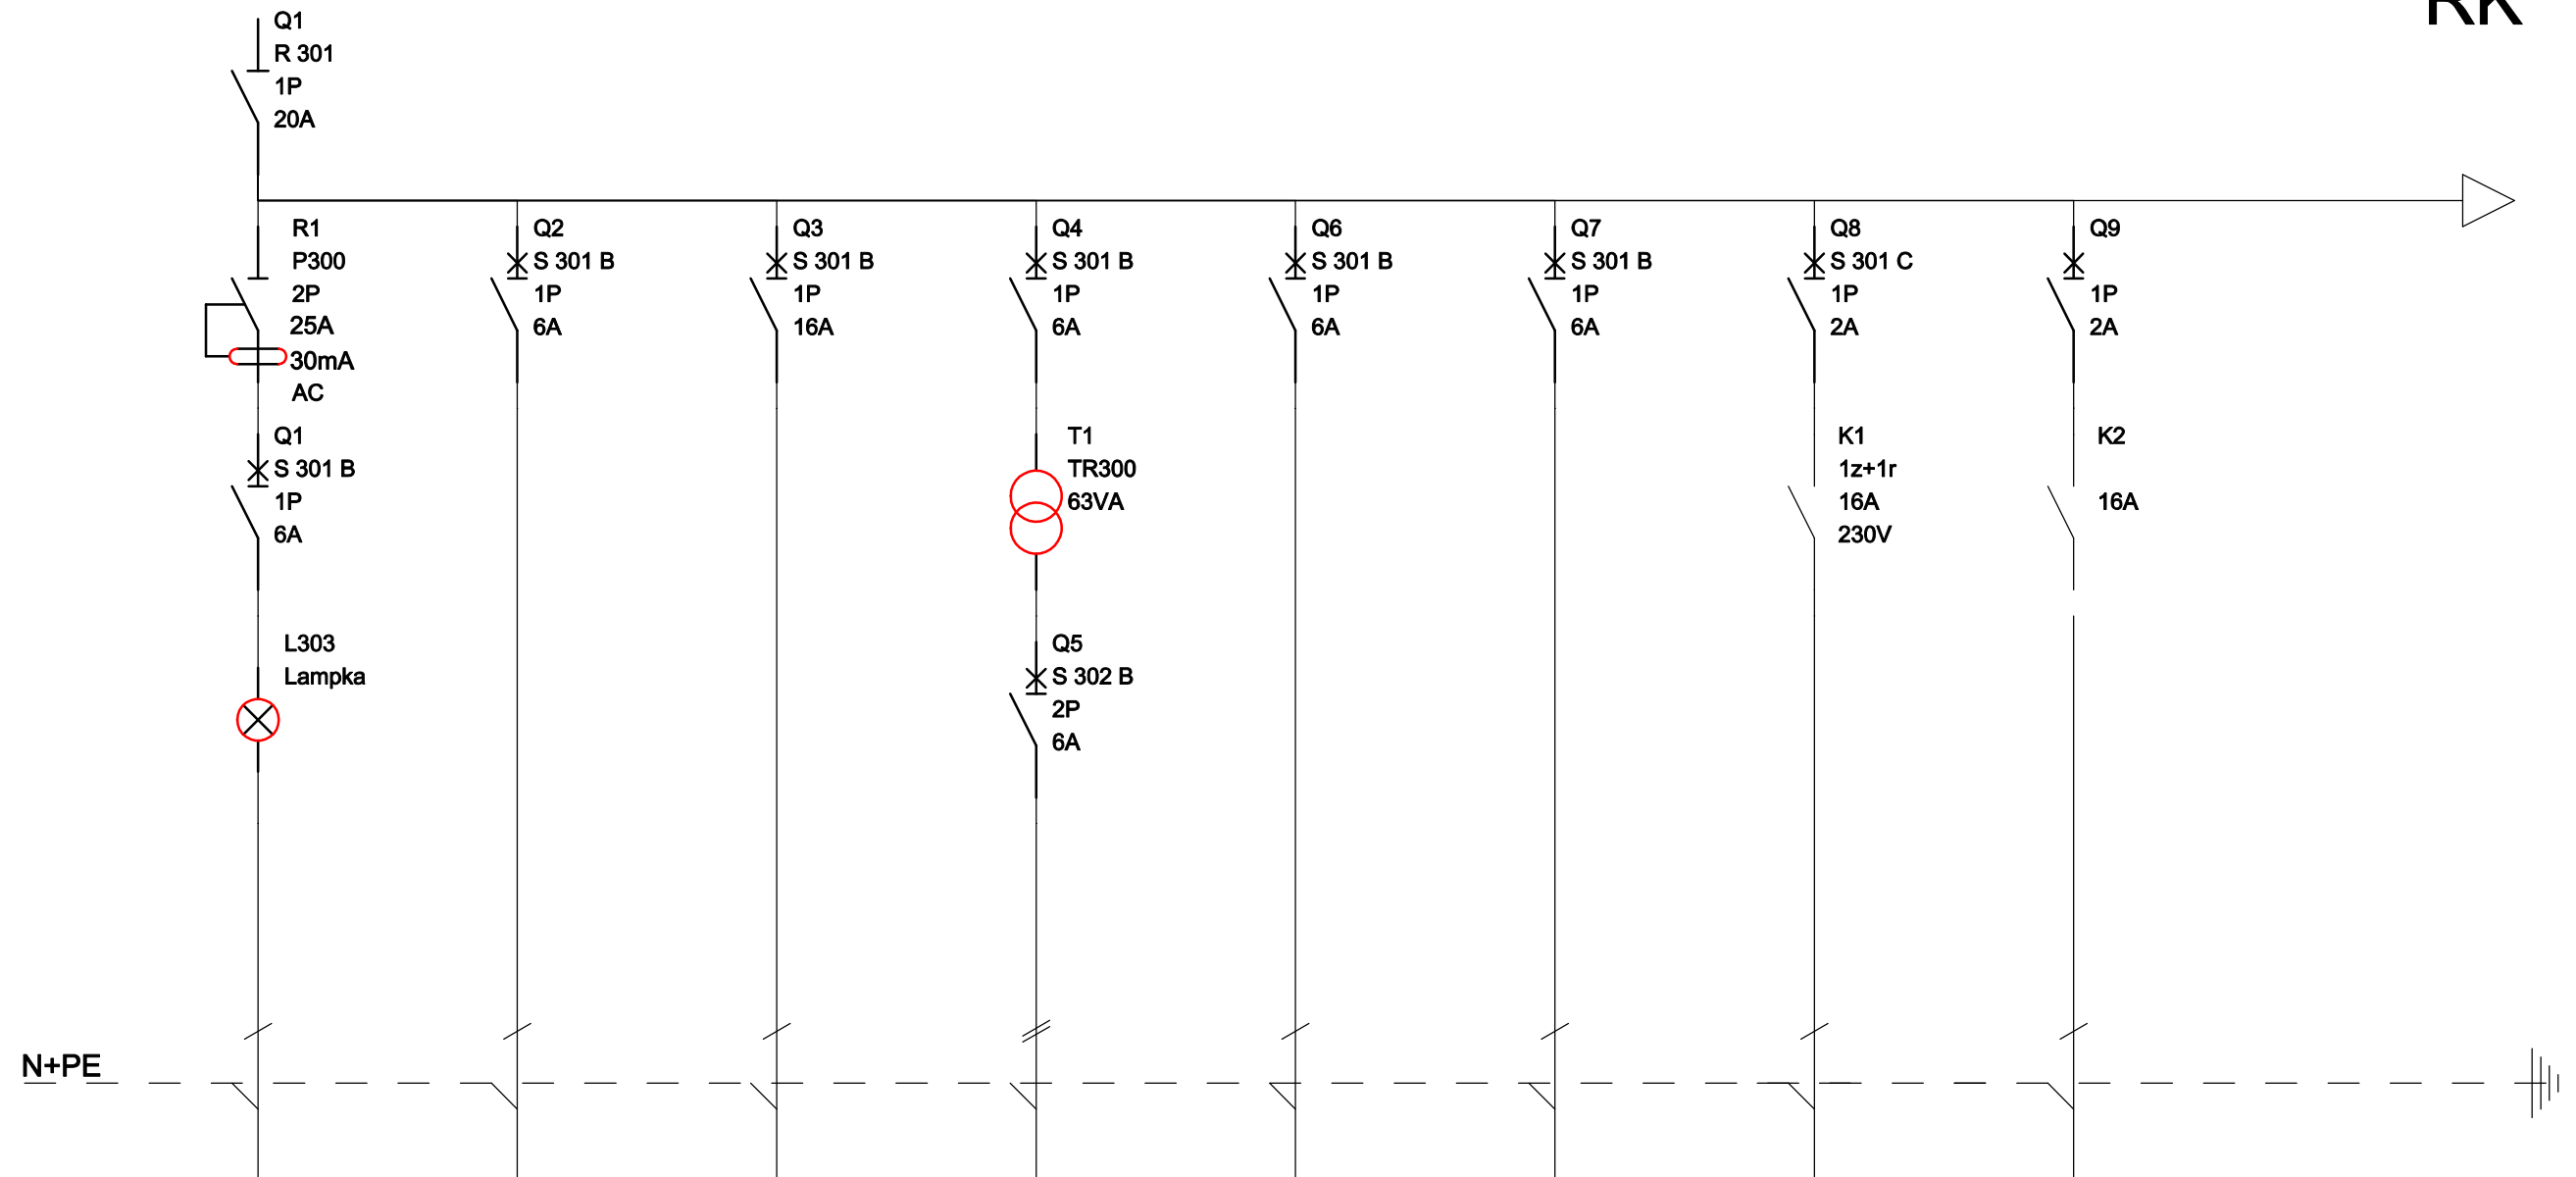 RK
Q1
R 301
1P
20A
R1
P300
2P
25A
30mA
AC
Q1
S 301 B
1P
6A
L303
Lampka
Q2
S 301 B
1P
6A
Q3
S 301 B
1P
16A
Q4
S 301 B
1P
6A
T1
TR300
63VA
Q5
S 302 B
2P
6A
Q6
S 301 B
1P
6A
Q7
S 301 B
1P
6A
Q8
S 301 C
1P
2A
K1
1z+1r
16A
230V
Q9
1P
2A
K2
16A
N+PE